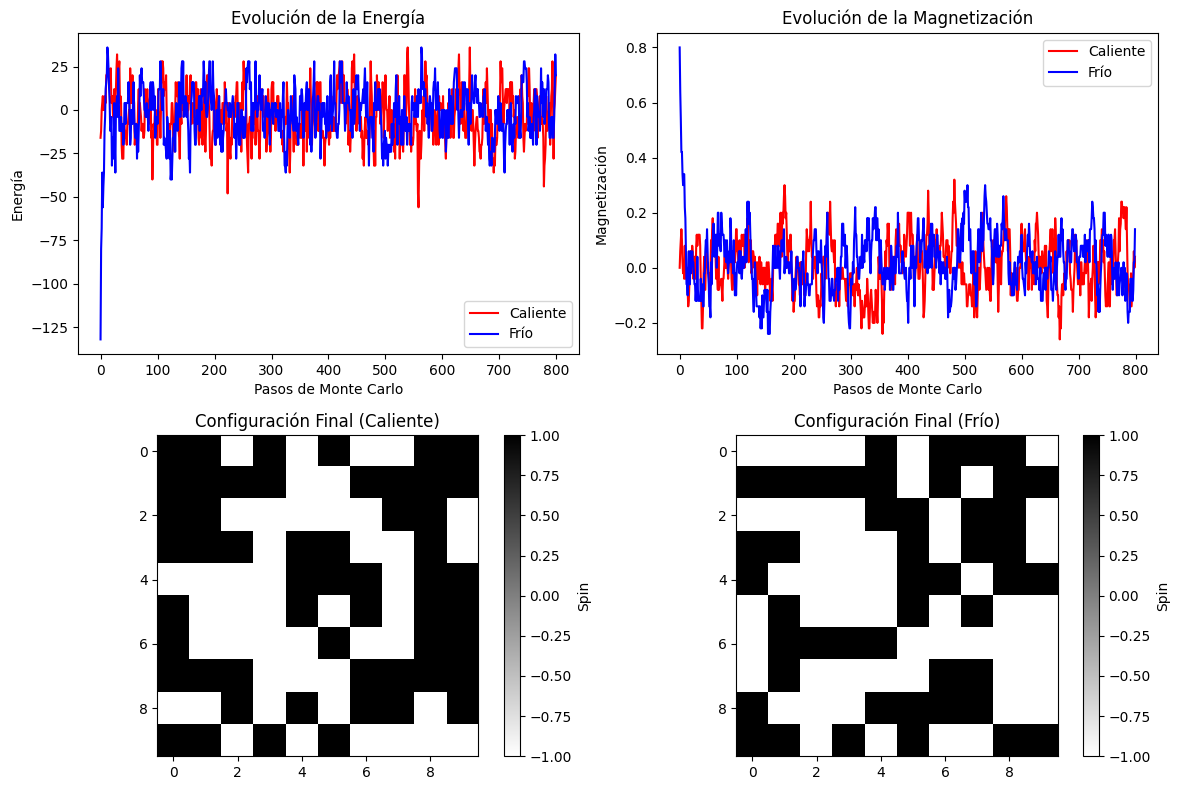 Evolución de la Energía
Energía
25
0
−25
−50
−75
−100
−125
0 100 200 300 400 500 600 700 800
Pasos de Monte Carlo
Caliente
Frío
Evolución de la Magnetización
Magnetización
0.8
0.6
0.4
0.2
0.0
−0.2
0 100 200 300 400 500 600 700 800
Pasos de Monte Carlo
Caliente
Frío
Configuración Final (Caliente)
0
2
4
6
8
0 2 4 6 8
1.00
0.75
0.50
0.25
0.00
−0.25
−0.50
−0.75
−1.00
Spin
Configuración Final (Frío)
0
2
4
6
8
0 2 4 6 8
1.00
0.75
0.50
0.25
0.00
−0.25
−0.50
−0.75
−1.00
Spin